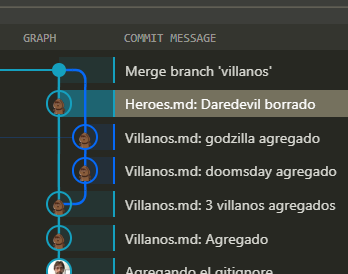 GRAPH COMMIT MESSAGE
Merge branch 'villanos'
Heroes.md: Daredevil borrado
Villanos.md: godzilla agregado
Villanos.md: doomsday agregado
Villanos.md: 3 villanos agregados
Villanos.md: Agregado
Agregando el gitignore